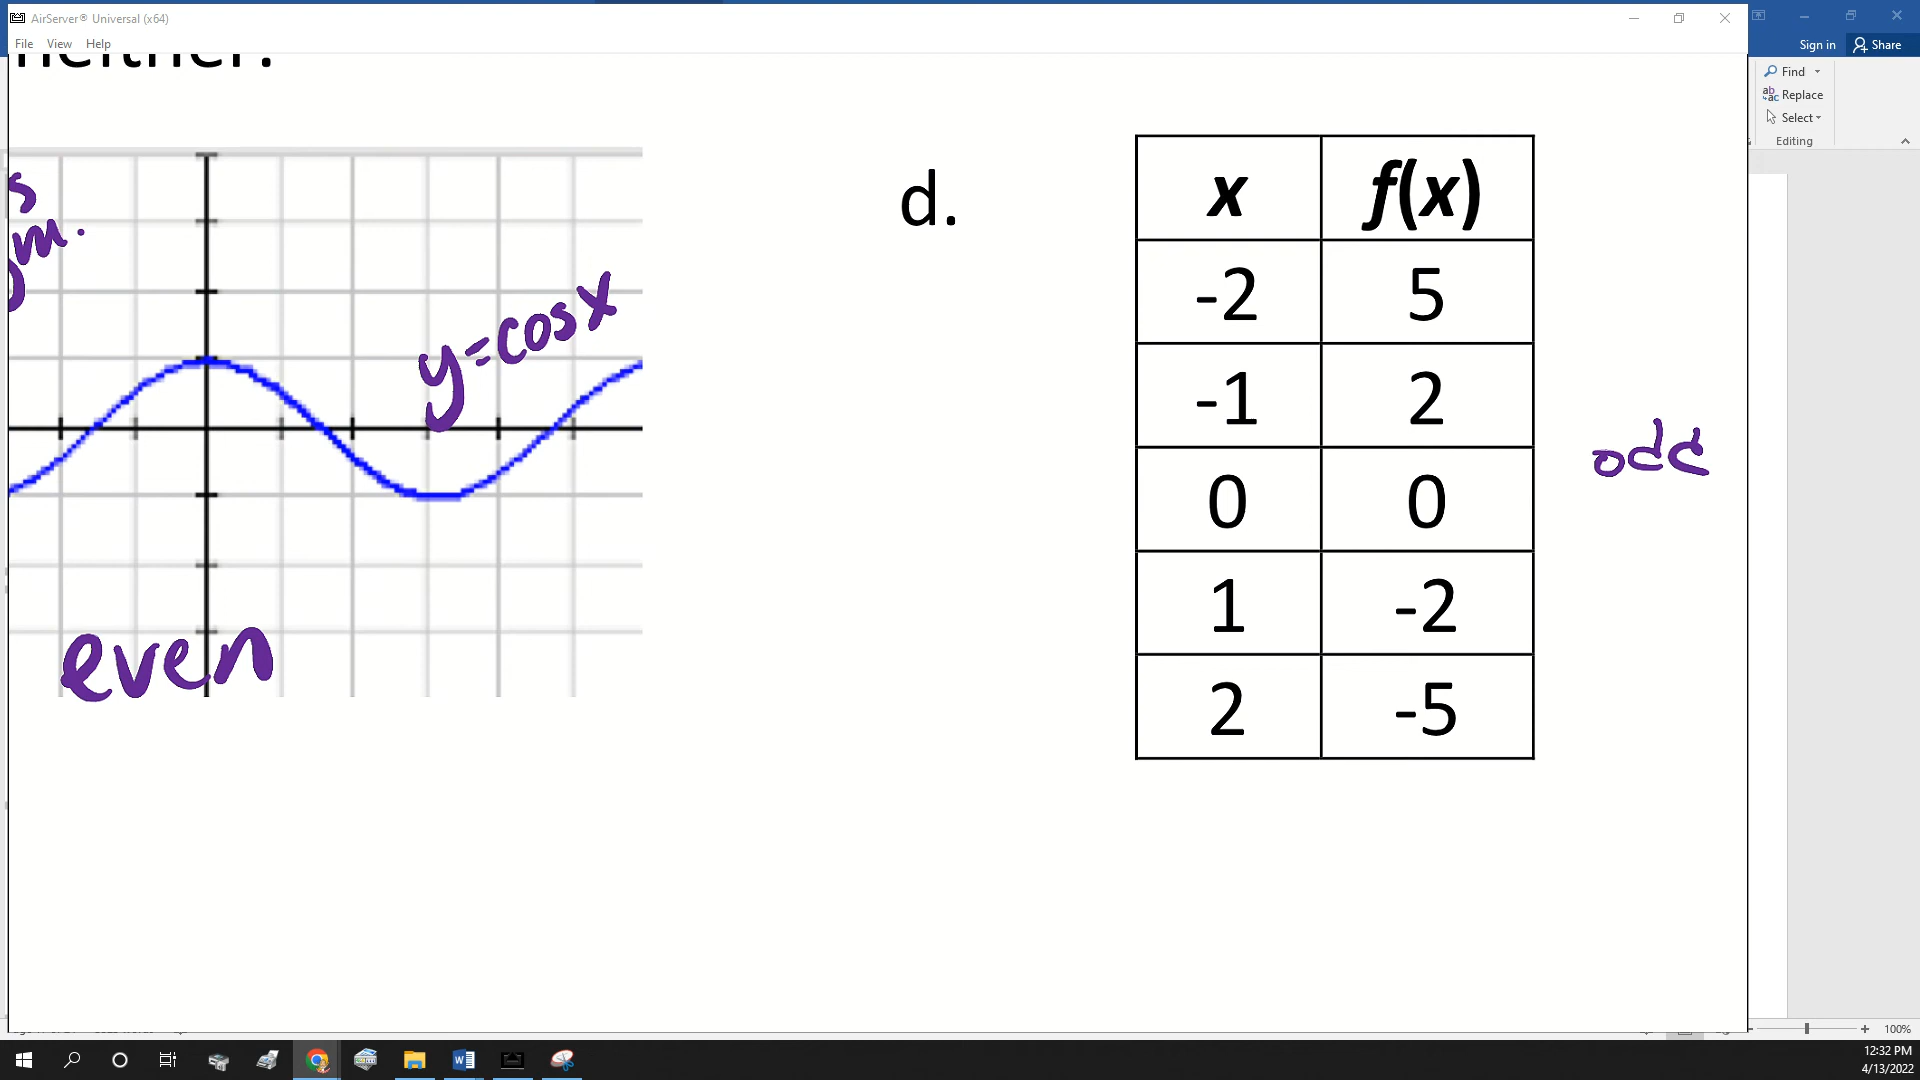 AirServer® Universal (x64)
File View Help
Sign in Share
Find
Replace
Select
Editing
neither.
s
m.
y=cosx
even
d.
x f(x)
-2 5
-1 2
0 0
1 -2
2 -5
odd
100%
12:32 PM
4/13/2022